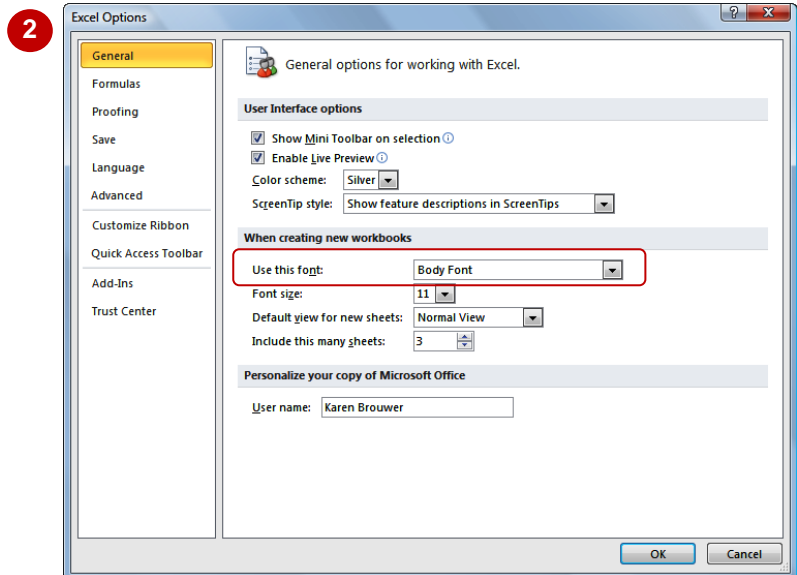 2
Excel Options
General
Formulas
Proofing
Save
Language
Advanced
Customize Ribbon
Quick Access Toolbar
Add-Ins
Trust Center
General options for working with Excel.
User Interface options
Show Mini Toolbar on selection
Enable Live Preview
Color scheme: Silver
ScreenTip style: Show feature descriptions in ScreenTips
When creating new workbooks
Use this font: Body Font
Font size: 11
Default view for new sheets: Normal View
Include this many sheets: 3
Personalize your copy of Microsoft Office
User name: Karen Brouwer
OK Cancel